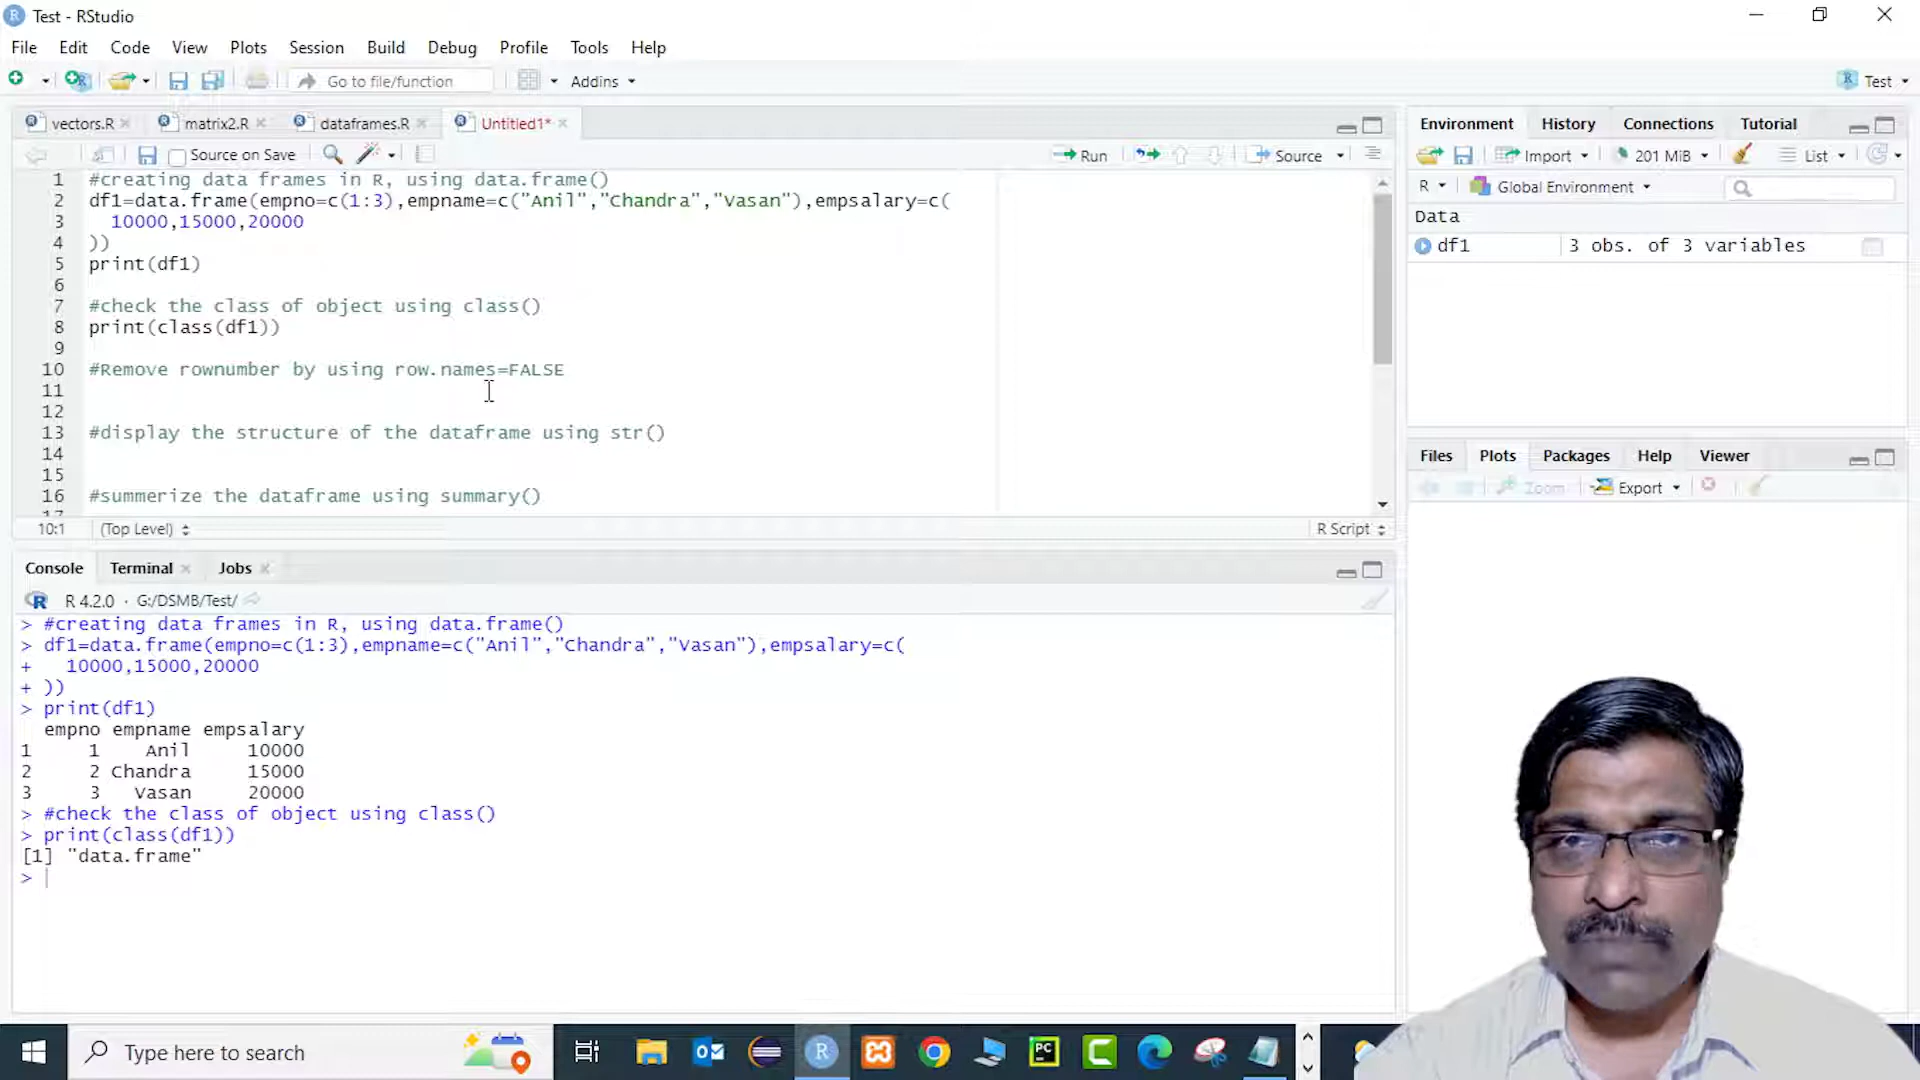 Test - RStudio
File Edit Code View Plots Session Build Debug Profile Tools Help
Go to file/function Addins Test
vectors.R matrix2.R dataframes.R Untitled1*
Source on Save Run Source
1 #creating data frames in R, using data.frame()
2 df1=data.frame(empno=c(1:3),empname=c("Anil","Chandra","Vasan"),empsalary=c(
3 10000,15000,20000
4 ))
5 print(df1)
6
7 #check the class of object using class()
8 print(class(df1))
9
10 #Remove rownumber by using row.names=FALSE
11
12
13 #display the structure of the dataframe using str()
14
15
16 #summerize the dataframe using summary()
17
10:1 (Top Level) R Script
Console Terminal Jobs
R 4.2.0 · G:/DSMB/Test/
> #creating data frames in R, using data.frame()
> df1=data.frame(empno=c(1:3),empname=c("Anil","Chandra","Vasan"),empsalary=c(
+ 10000,15000,20000
+ ))
> print(df1)
empno empname empsalary
1 1 Anil 10000
2 2 Chandra 15000
3 3 Vasan 20000
> #check the class of object using class()
> print(class(df1))
[1] "data.frame"
>
Environment History Connections Tutorial
Import 201 MiB List
R Global Environment
Data
df1 3 obs. of 3 variables
Files Plots Packages Help Viewer
Zoom Export
Type here to search
PC